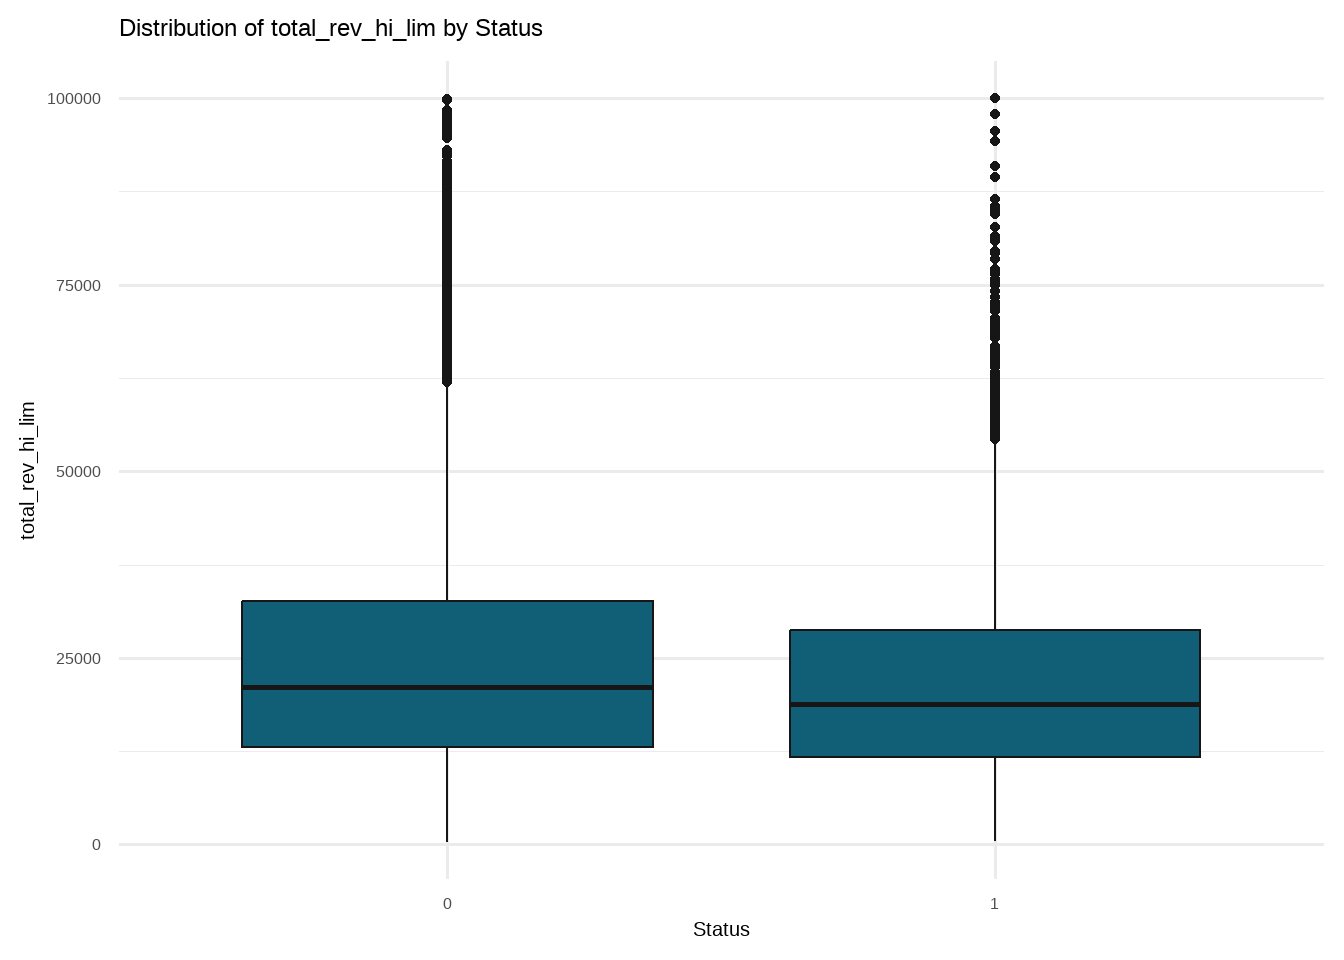 Distribution of total_rev_hi_lim by Status
100000
75000
50000
25000
0
total_rev_hi_lim
0
1
Status